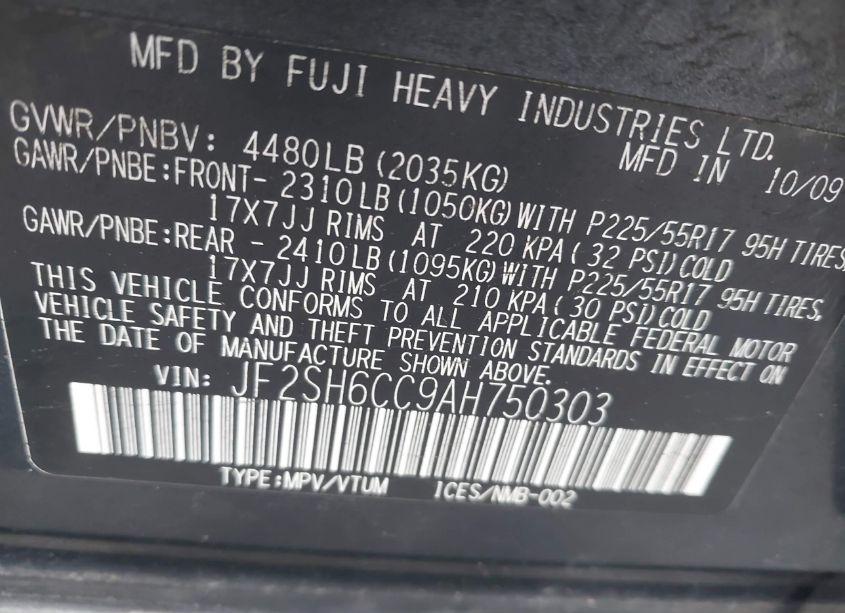 MFD BY FUJI HEAVY INDUSTRIES LTD.
MFD IN 10/09
GVWR/PNBV: 4480LB (2035KG)
GAWR/PNBE:FRONT- 2310LB(1050KG)WITH P225/55R17 95H TIRES,
17X7JJ RIMS AT 220 KPA( 32 PSI)COLD
GAWR/PNBE:REAR - 2410LB(1095KG)WITH P225/55R17 95H TIRES,
17X7JJ RIMS AT 210 KPA( 30 PSI)COLD
THIS VEHICLE CONFORMS TO ALL APPLICABLE FEDERAL MOTOR
VEHICLE SAFETY AND THEFT PREVENTION STANDARDS IN EFFECT ON
THE DATE OF MANUFACTURE SHOWN ABOVE.
VIN: JF2SH6CC9AH750303
TYPE:MPV/VTUM ICES/NMB-002